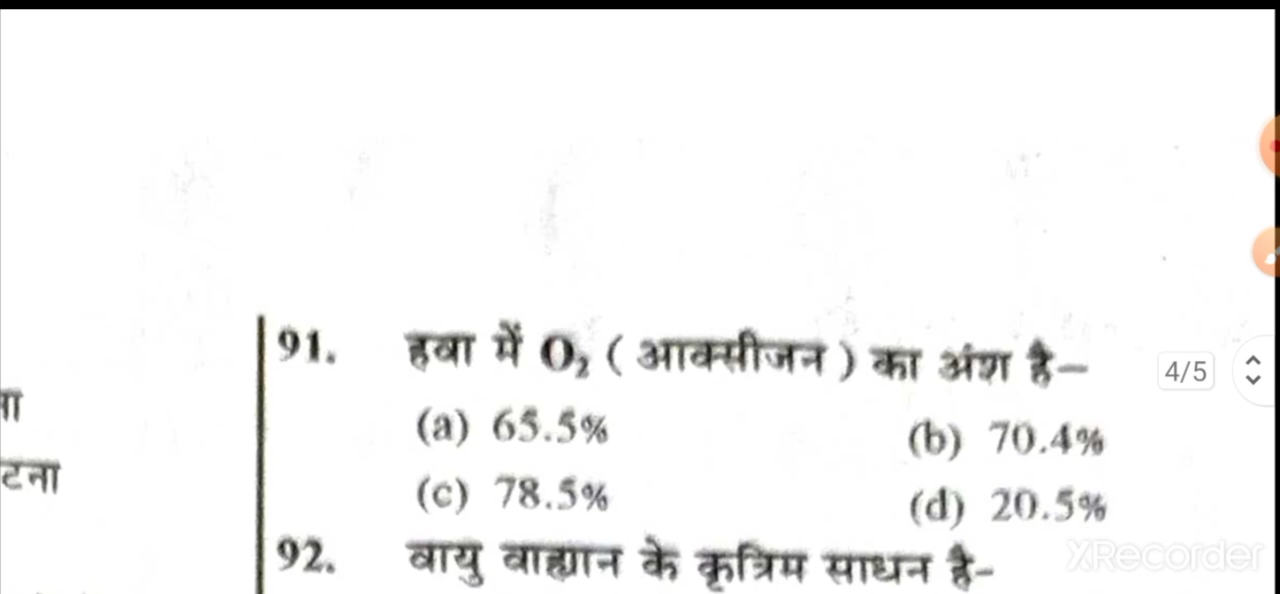 91. हवा में O₂ ( आक्सीजन ) का अंश है–
(a) 65.5% (b) 70.4%
(c) 78.5% (d) 20.5%
92. वायु वाह्यान के कृत्रिम साधन है-
टना
4/5
XRecorder